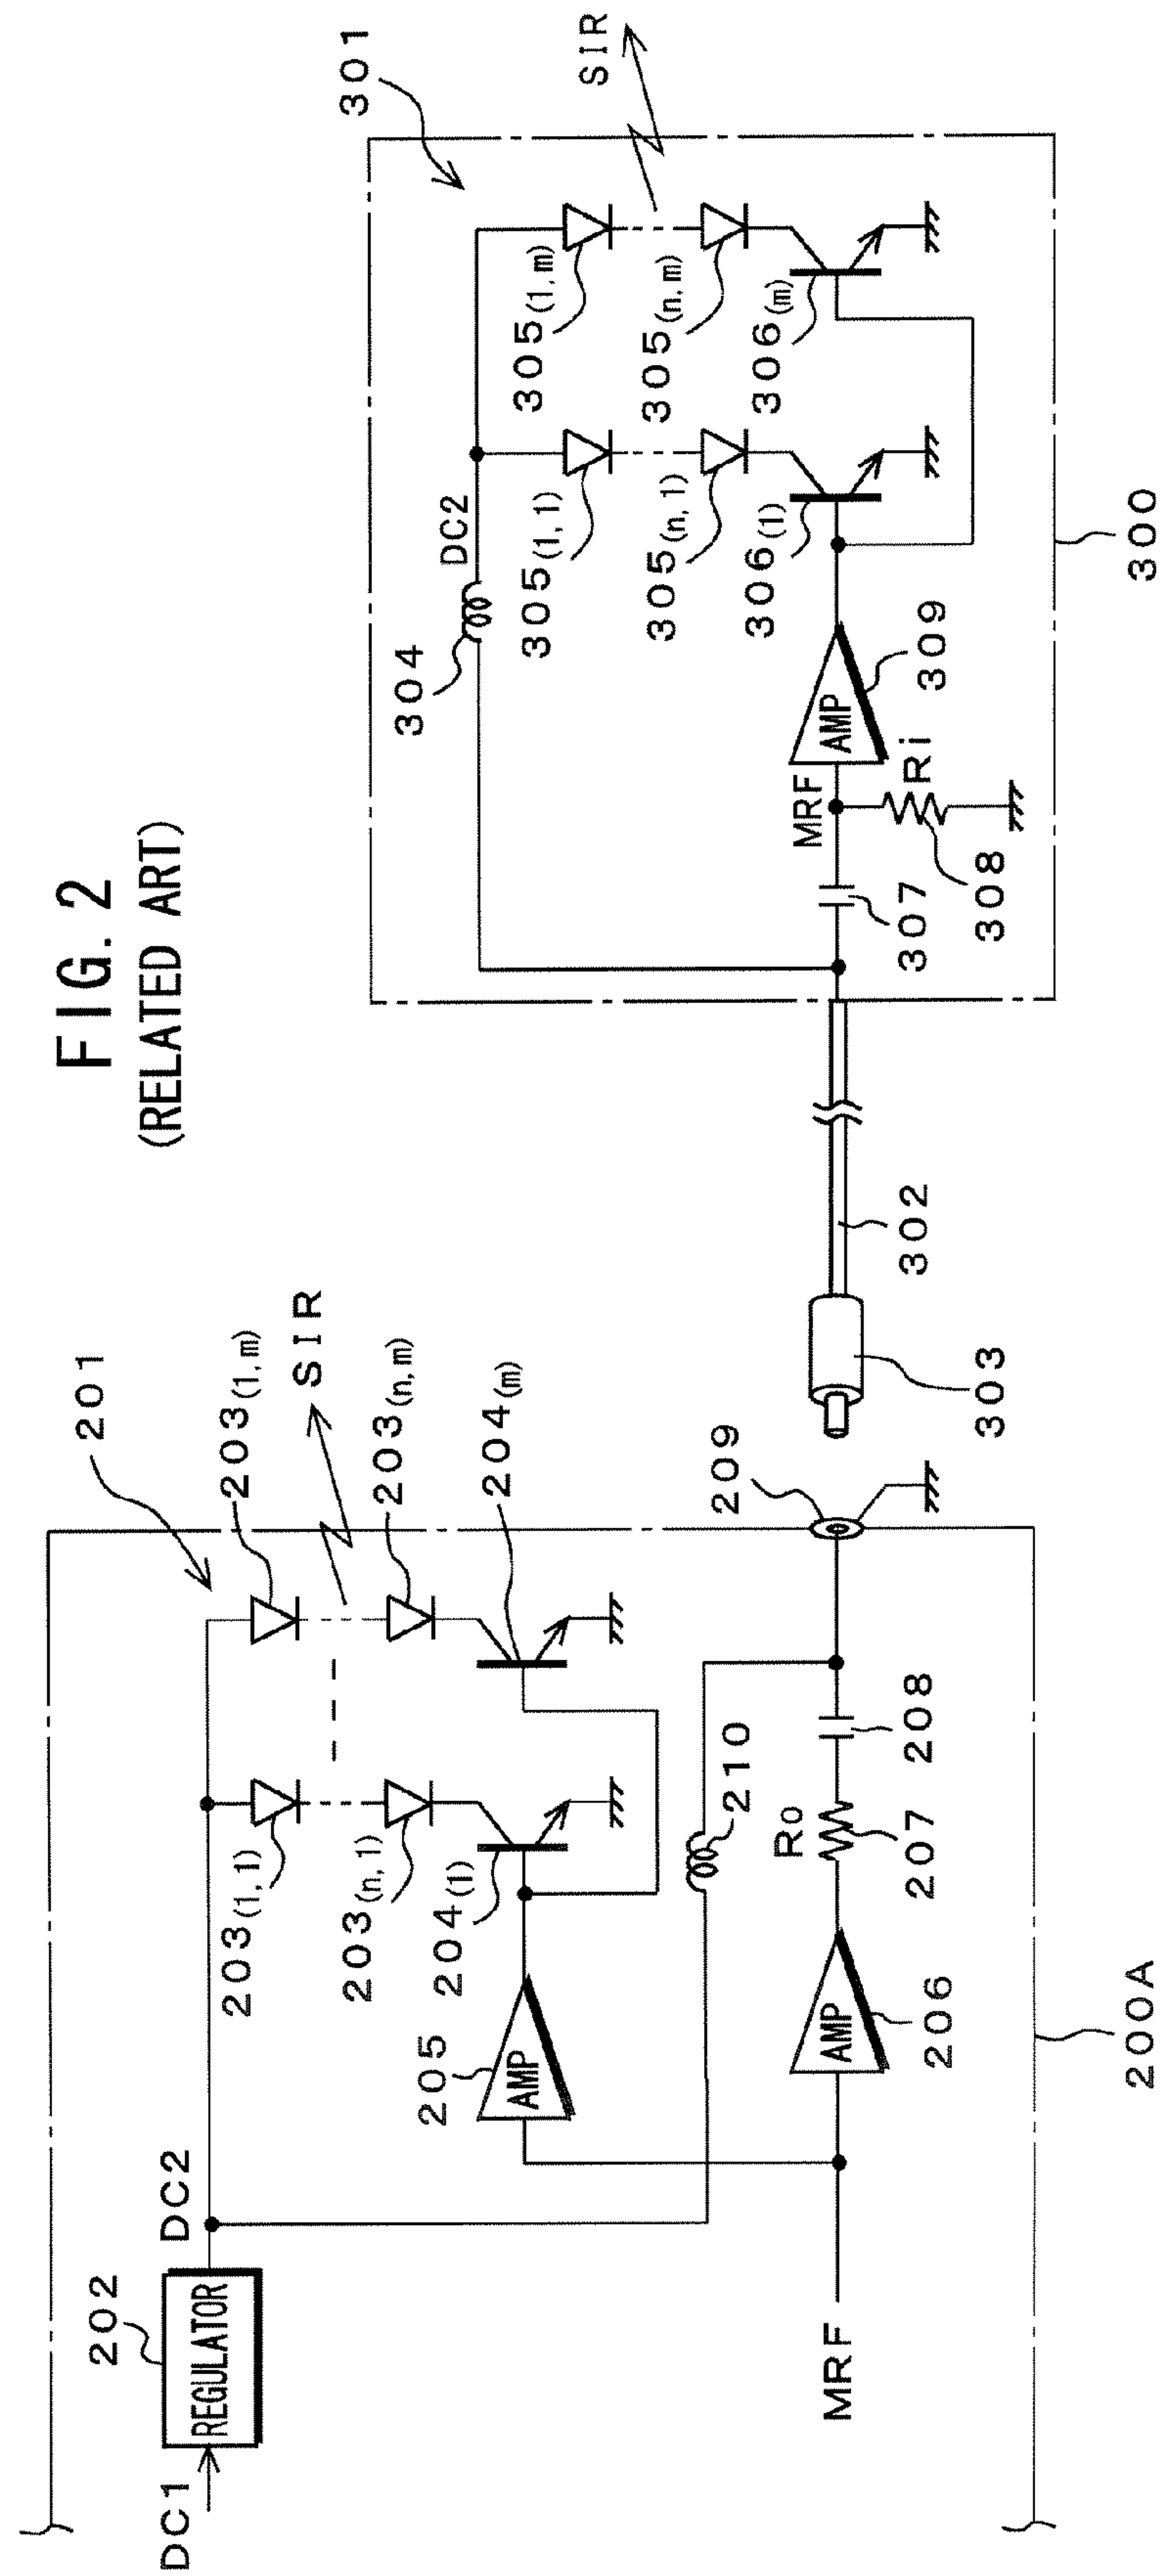 FIG. 2
(RELATED ART)
DC1
REGULATOR
202
DC2
201
203(1,1)
203(1,m)
SIR
203(n,1)
203(n,m)
204(1)
204(m)
205
AMP
210
209
MRF
AMP
206
Ro
207
208
200A
303
302
301
SIR
304
DC2
305(1,1)
305(1,m)
305(n,1)
305(n,m)
306(1)
306(m)
MRF
AMP
309
307
Ri
308
300